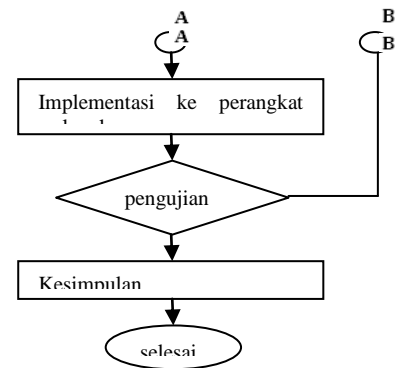 A
B
A
B
Implementasi ke perangkat
pengujian
Kesimpulan
selesai